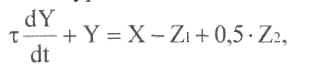 τ dY/dt + Y = X − Z₁ + 0,5 · Z₂,